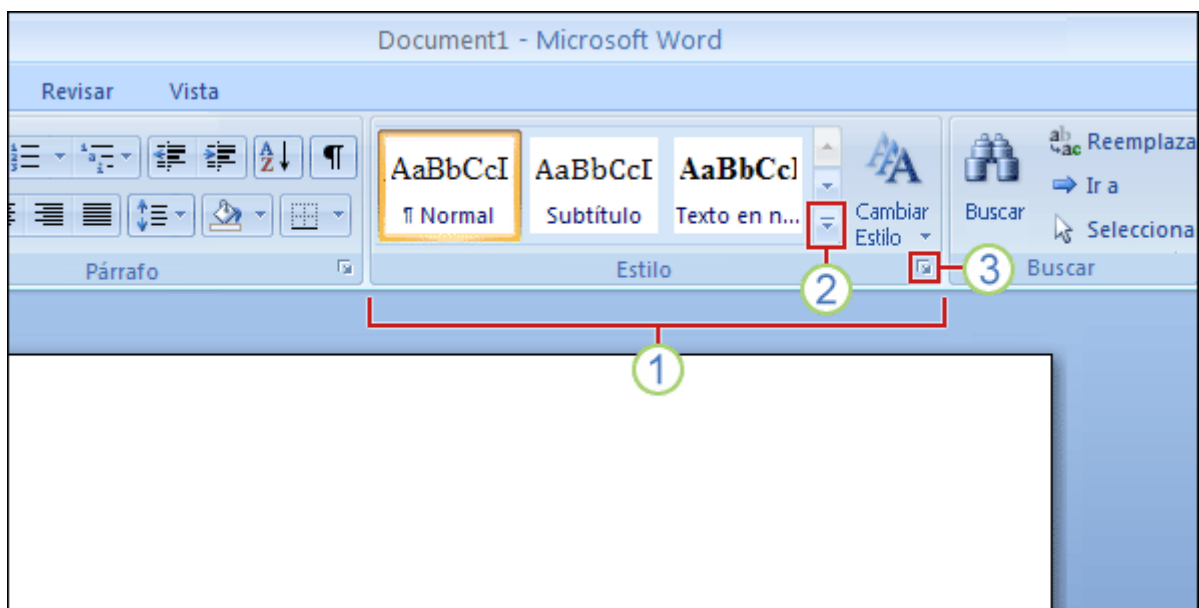 Document1 - Microsoft Word
Revisar Vista
AaBbCcI AaBbCcI AaBbCcl
¶ Normal Subtítulo Texto en n...
Cambiar
Estilo
Buscar
Reemplaza
Ir a
Selecciona
Párrafo Estilo Buscar
2
3
1